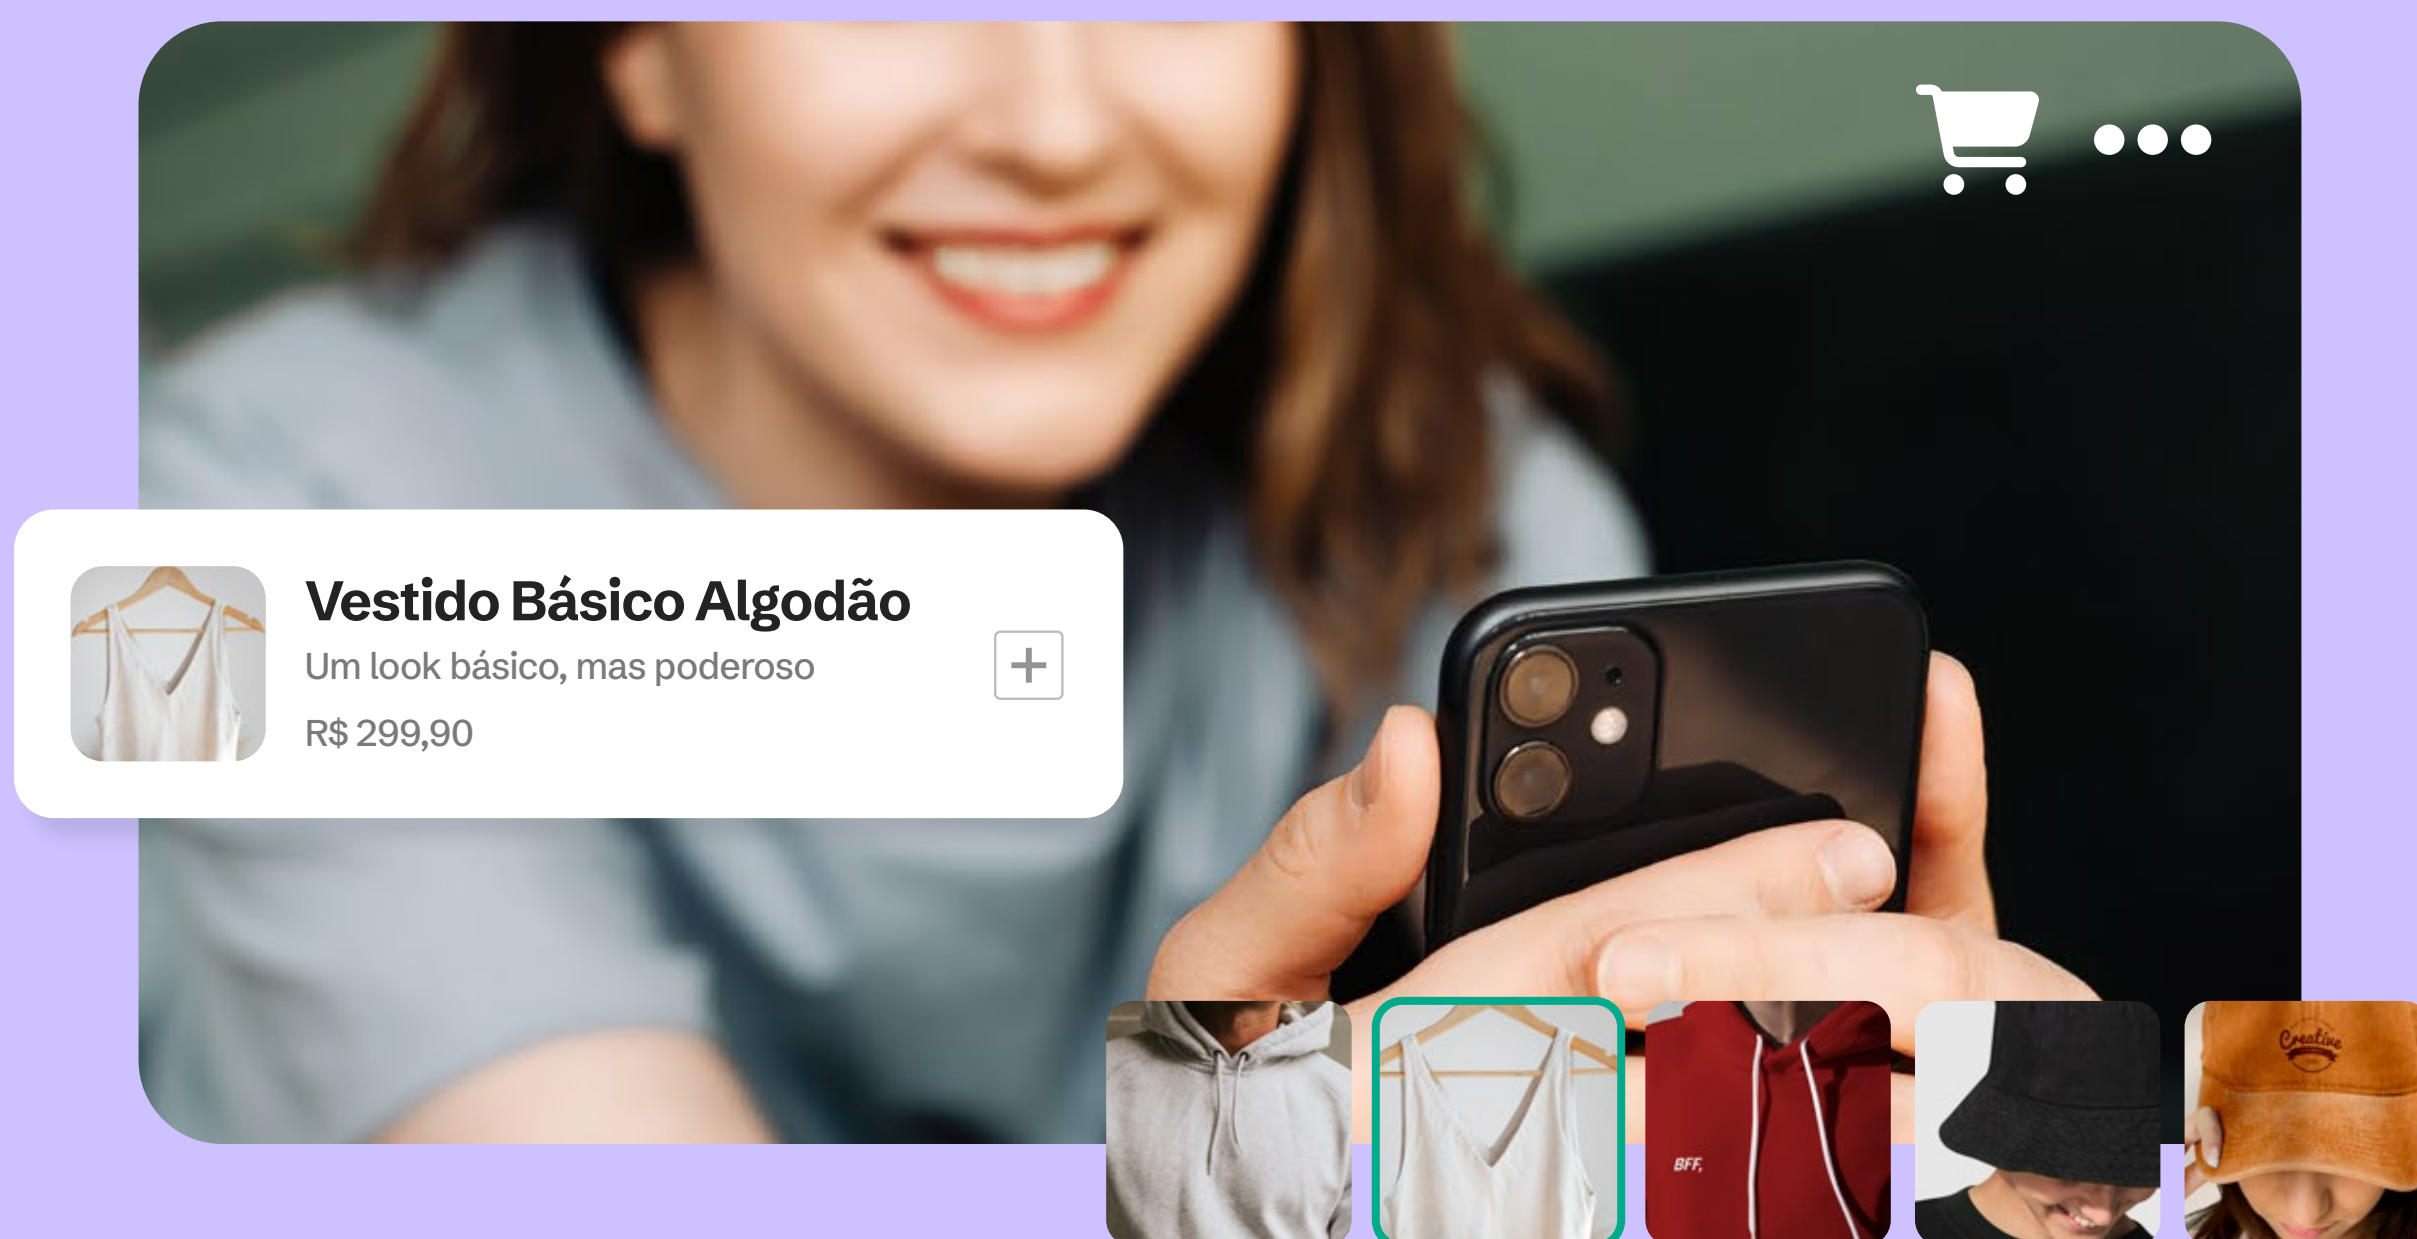 Vestido Básico Algodão
Um look básico, mas poderoso
R$ 299,90
BFF,
Creative